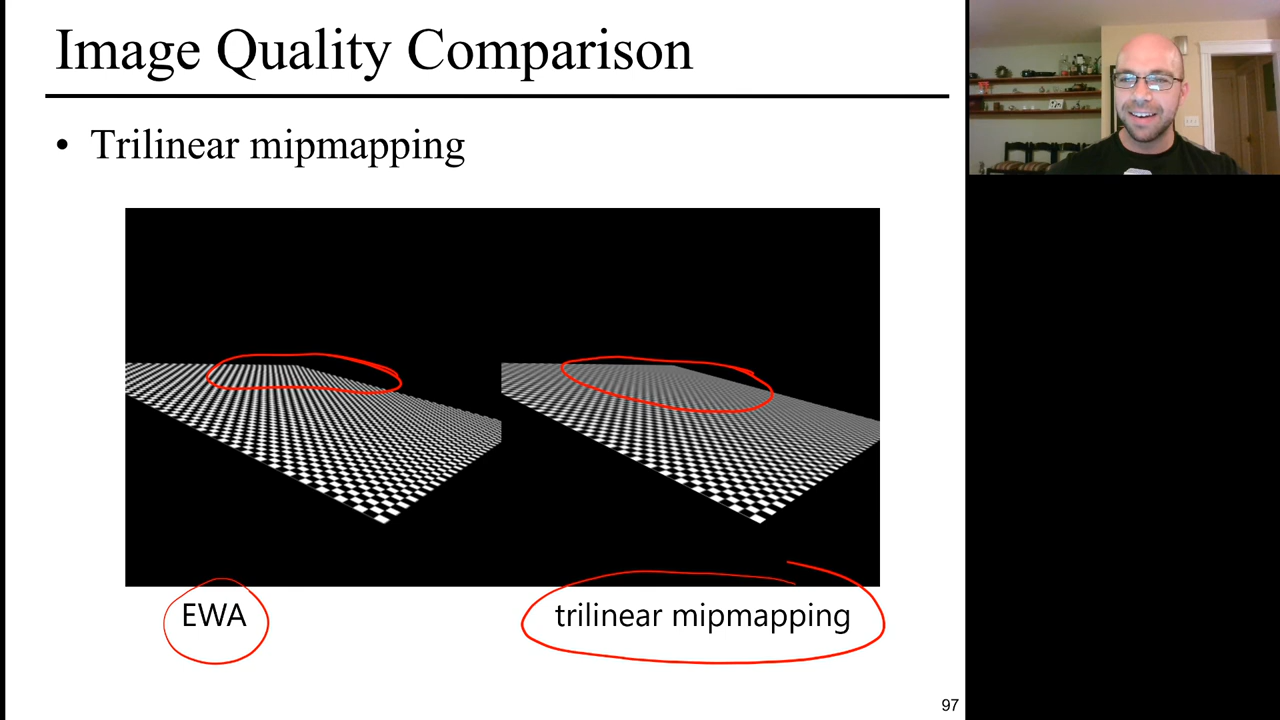 Image Quality Comparison
• Trilinear mipmapping
EWA
trilinear mipmapping
97